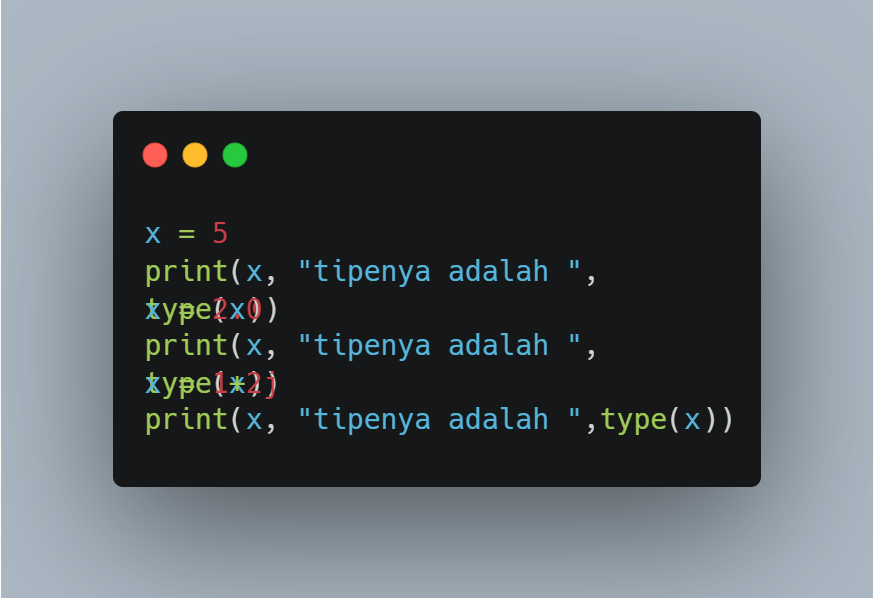 x = 5
print(x, "tipenya adalah ",
type(x))
x = 2.0
print(x, "tipenya adalah ",
type(x))
x = 1+2j
print(x, "tipenya adalah ",type(x))